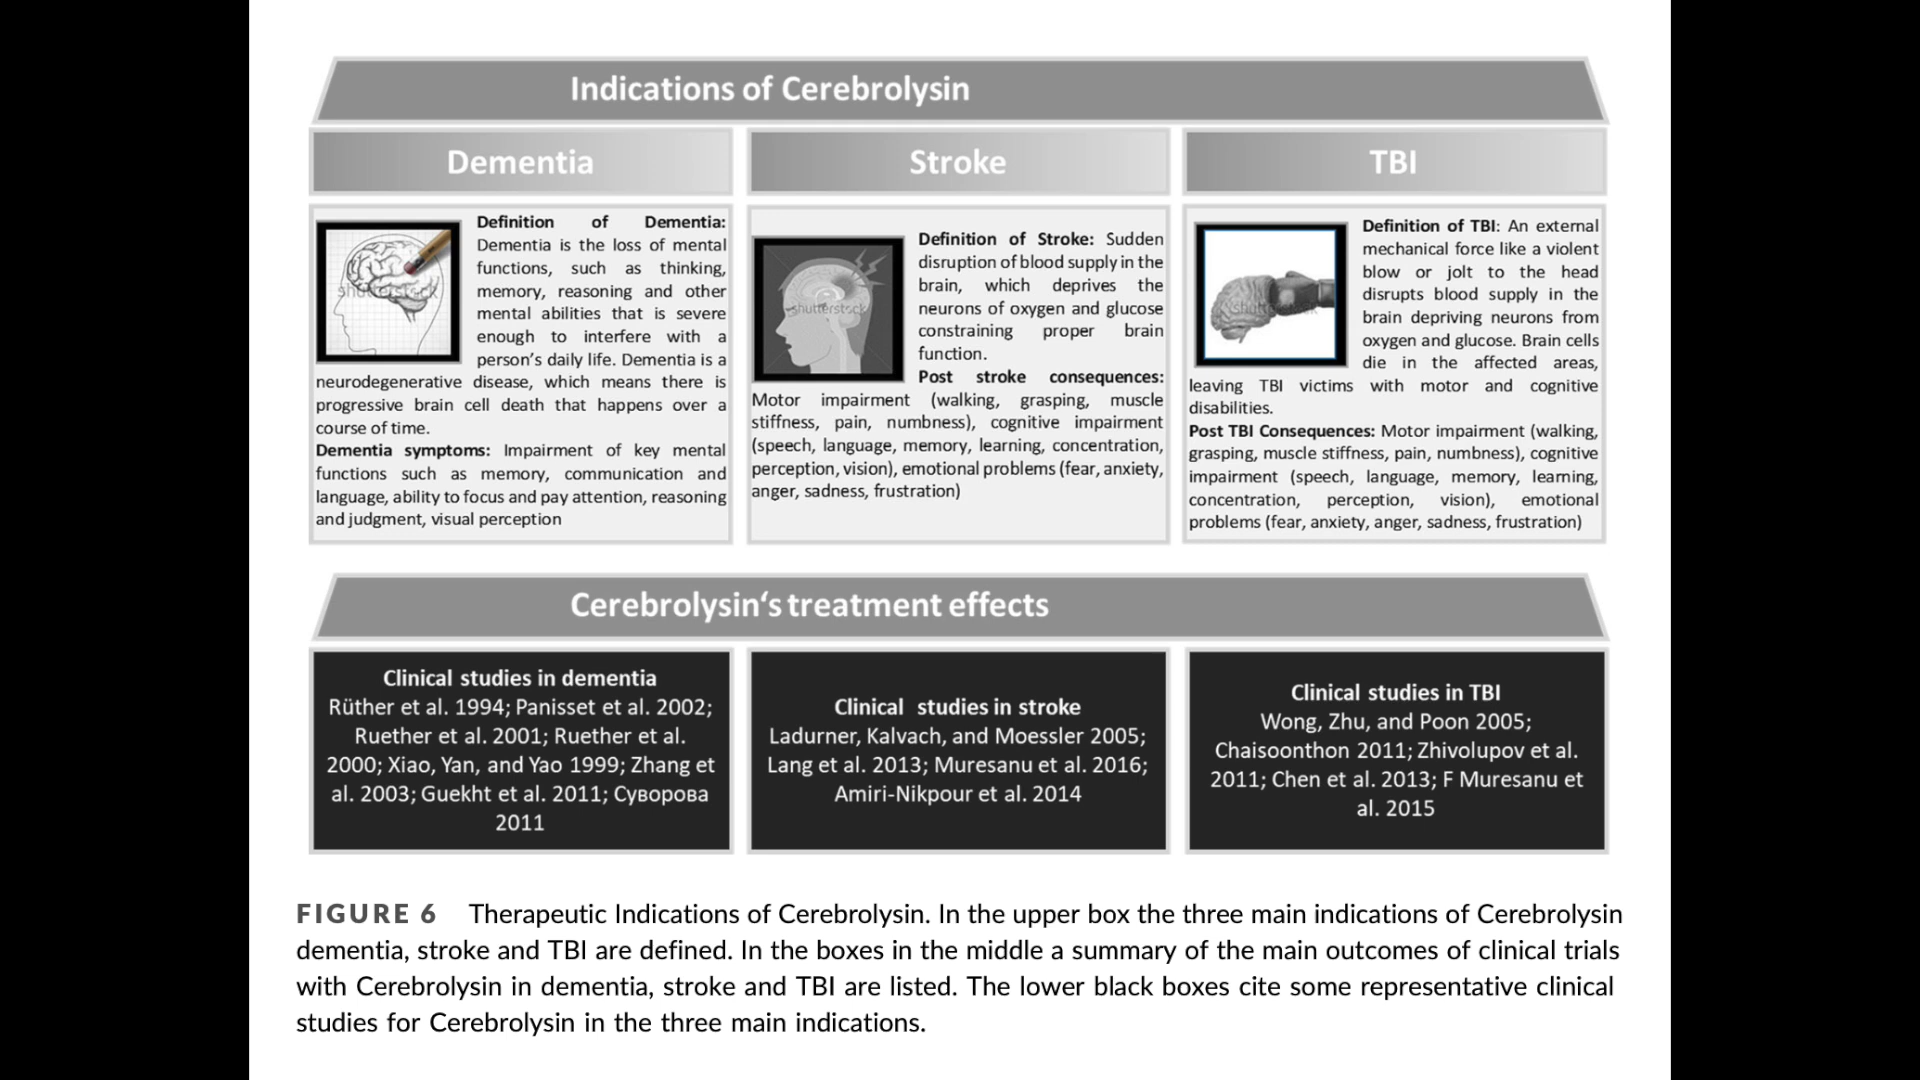 Indications of Cerebrolysin
Dementia
Definition of Dementia:
Dementia is the loss of mental
functions, such as thinking,
memory, reasoning and other
mental abilities that is severe
enough to interfere with a
person's daily life. Dementia is a
neurodegenerative disease, which means there is
progressive brain cell death that happens over a
course of time.
Dementia symptoms: Impairment of key mental
functions such as memory, communication and
language, ability to focus and pay attention, reasoning
and judgment, visual perception
shutterstock
Stroke
Definition of Stroke: Sudden
disruption of blood supply in the
brain, which deprives the
neurons of oxygen and glucose
constraining proper brain
function.
Post stroke consequences:
Motor impairment (walking, grasping, muscle
stiffness, pain, numbness), cognitive impairment
(speech, language, memory, learning, concentration,
perception, vision), emotional problems (fear, anxiety,
anger, sadness, frustration)
shutterstock
TBI
Definition of TBI: An external
mechanical force like a violent
blow or jolt to the head
disrupts blood supply in the
brain depriving neurons from
oxygen and glucose. Brain cells
die in the affected areas,
leaving TBI victims with motor and cognitive
disabilities.
Post TBI Consequences: Motor impairment (walking,
grasping, muscle stiffness, pain, numbness), cognitive
impairment (speech, language, memory, learning,
concentration, perception, vision), emotional
problems (fear, anxiety, anger, sadness, frustration)
shutterstock
Cerebrolysin‘s treatment effects
Clinical studies in dementia
Rüther et al. 1994; Panisset et al. 2002;
Ruether et al. 2001; Ruether et al.
2000; Xiao, Yan, and Yao 1999; Zhang et
al. 2003; Guekht et al. 2011; Суворова
2011
Clinical studies in stroke
Ladurner, Kalvach, and Moessler 2005;
Lang et al. 2013; Muresanu et al. 2016;
Amiri-Nikpour et al. 2014
Clinical studies in TBI
Wong, Zhu, and Poon 2005;
Chaisoonthon 2011; Zhivolupov et al.
2011; Chen et al. 2013; F Muresanu et
al. 2015
FIGURE 6 Therapeutic Indications of Cerebrolysin. In the upper box the three main indications of Cerebrolysin
dementia, stroke and TBI are defined. In the boxes in the middle a summary of the main outcomes of clinical trials
with Cerebrolysin in dementia, stroke and TBI are listed. The lower black boxes cite some representative clinical
studies for Cerebrolysin in the three main indications.